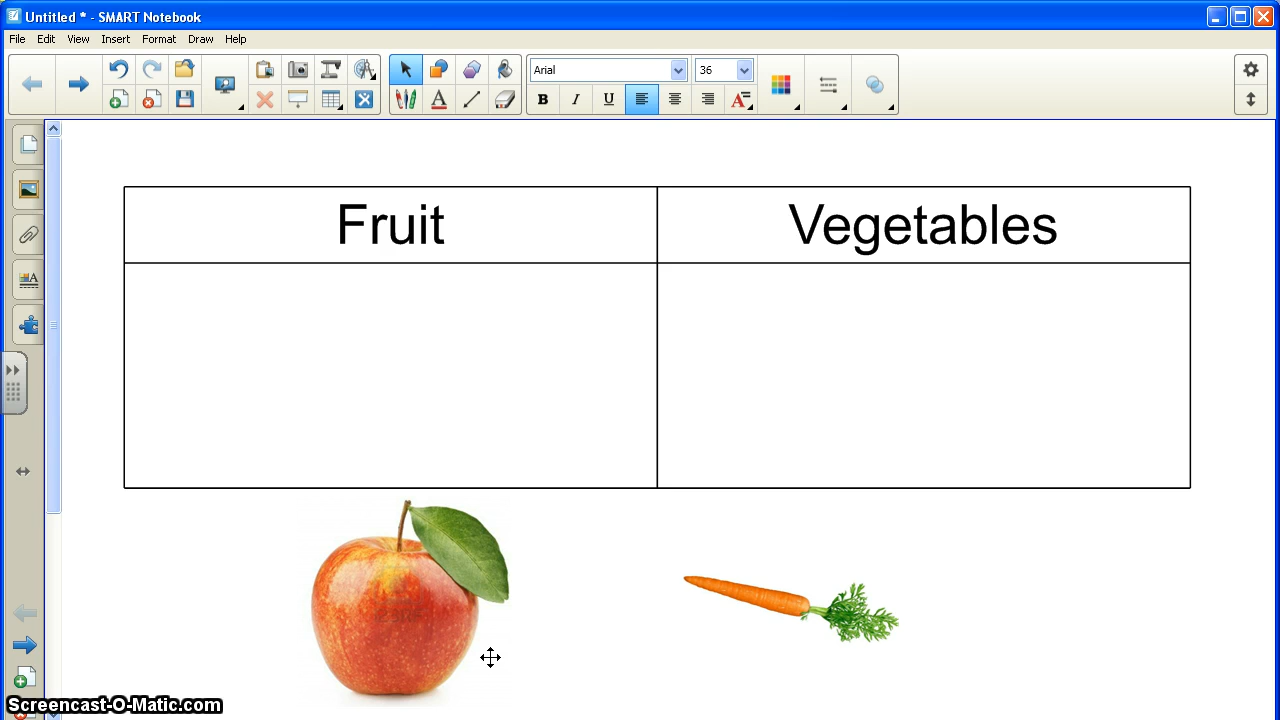 Untitled * - SMART Notebook
File Edit View Insert Format Draw Help
Arial 36
B I U A
Fruit Vegetables
Screencast-O-Matic.com